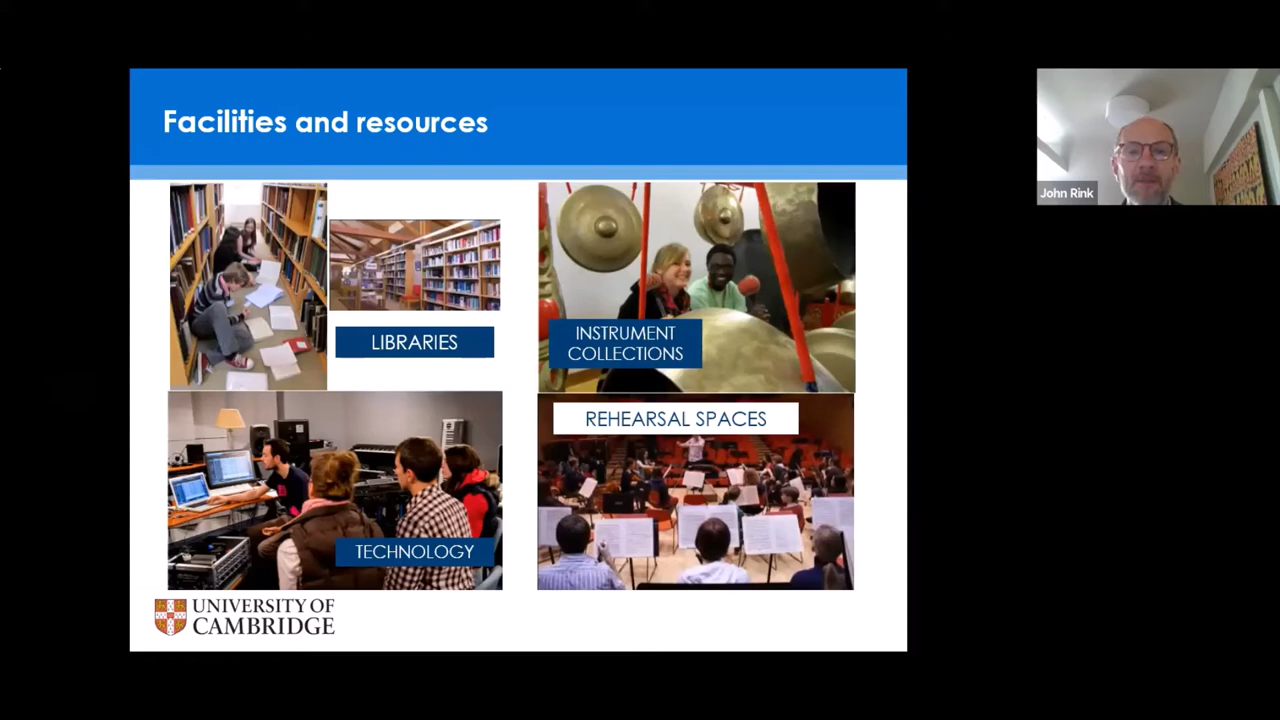 Facilities and resources
John Rink
LIBRARIES
INSTRUMENT
COLLECTIONS
REHEARSAL SPACES
TECHNOLOGY
UNIVERSITY OF
CAMBRIDGE